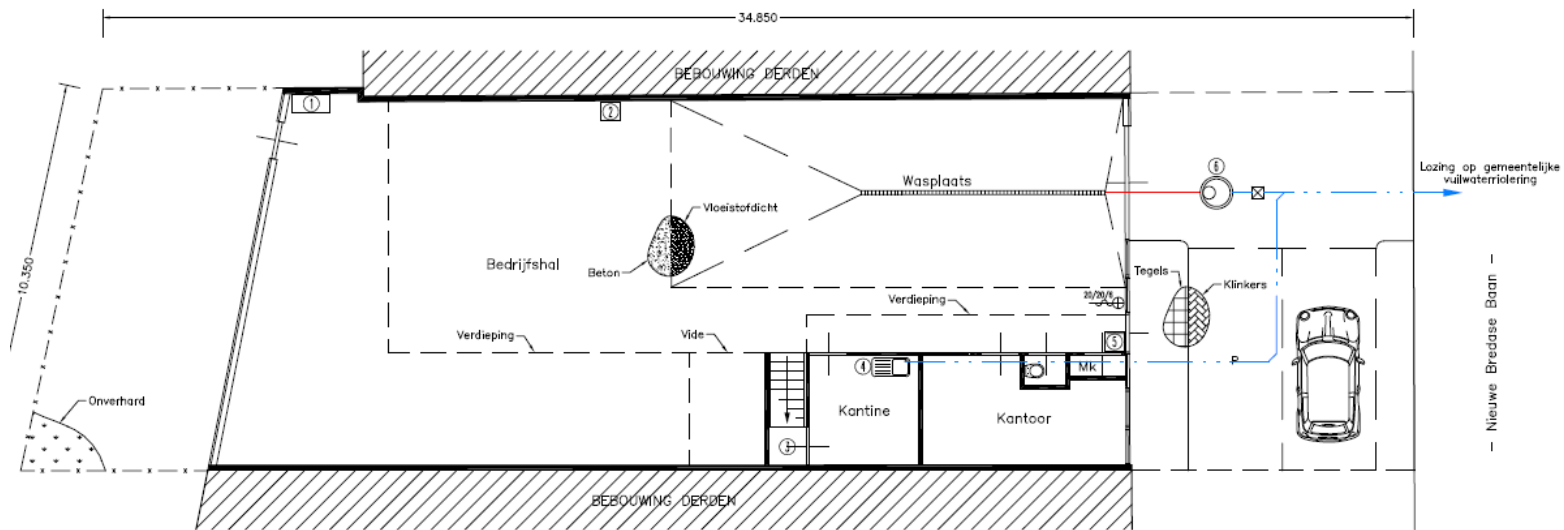 34.850
BEBOUWING DERDEN
1
2
6
Wasplaats
Lozing op gemeentelijke
vuilwaterriolering
10.350
Vloeistofdicht
Bedrijfshal
Beton
Tegels
Klinkers
20/20/6
Verdieping
Verdieping
Vide
5
4
MK
P
Onverhard
Kantine
Kantoor
3
BEBOUWING DERDEN
- Nieuwe Bredase Baan -